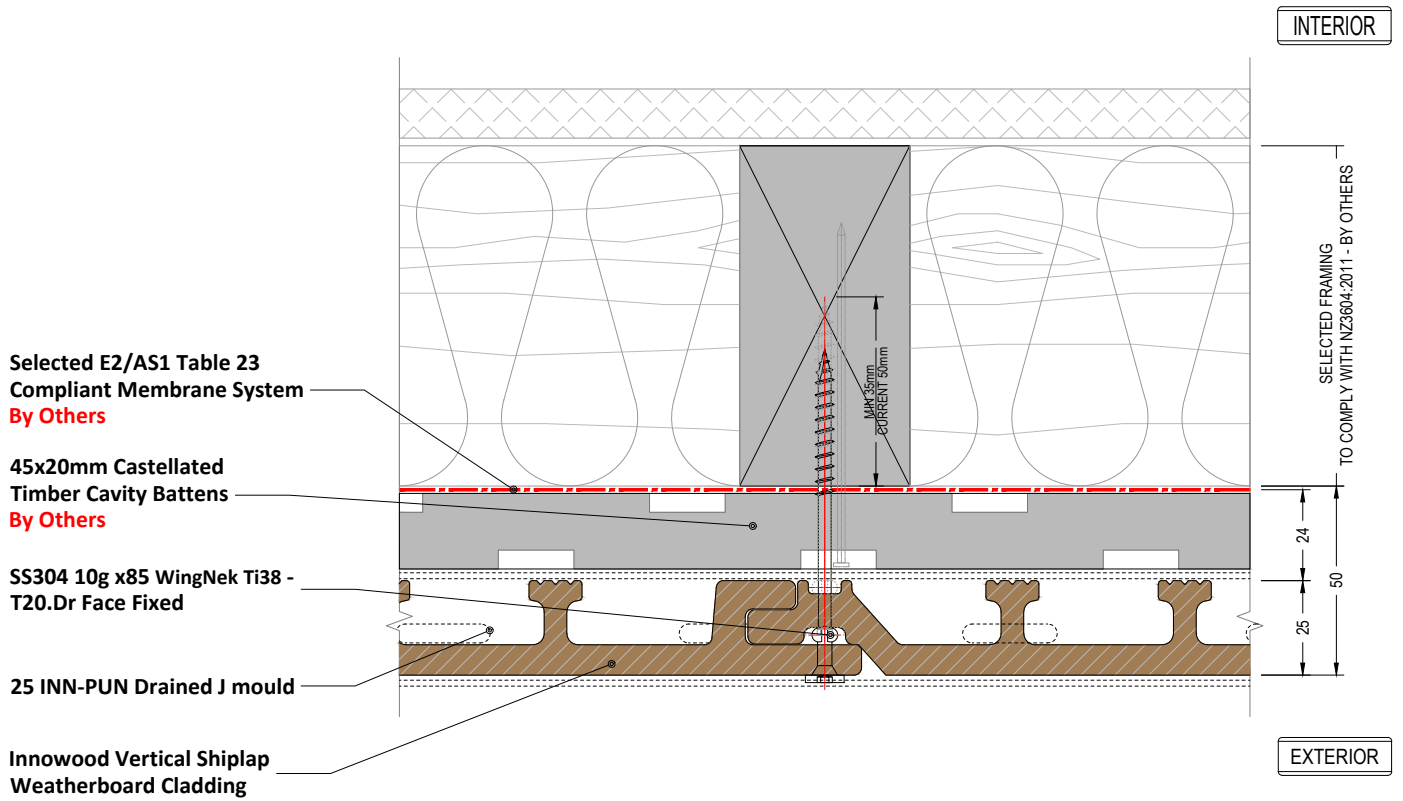 INTERIOR
Selected E2/AS1 Table 23
Compliant Membrane System
By Others
45x20mm Castellated
Timber Cavity Battens
By Others
SS304 10g x85 WingNek Ti38 -
T20.Dr Face Fixed
25 INN-PUN Drained J mould
Innowood Vertical Shiplap
Weatherboard Cladding
MIN 35mm
CURRENT 50mm
SELECTED FRAMING
TO COMPLY WITH NZ3604:2011 - BY OTHERS
24
50
25
EXTERIOR